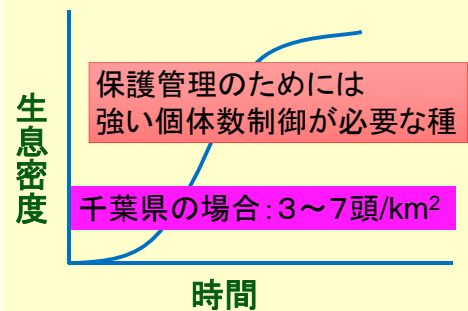 保護管理のためには
強い個体数制御が必要な種
生息密度
千葉県の場合：3～7頭/km²
時間